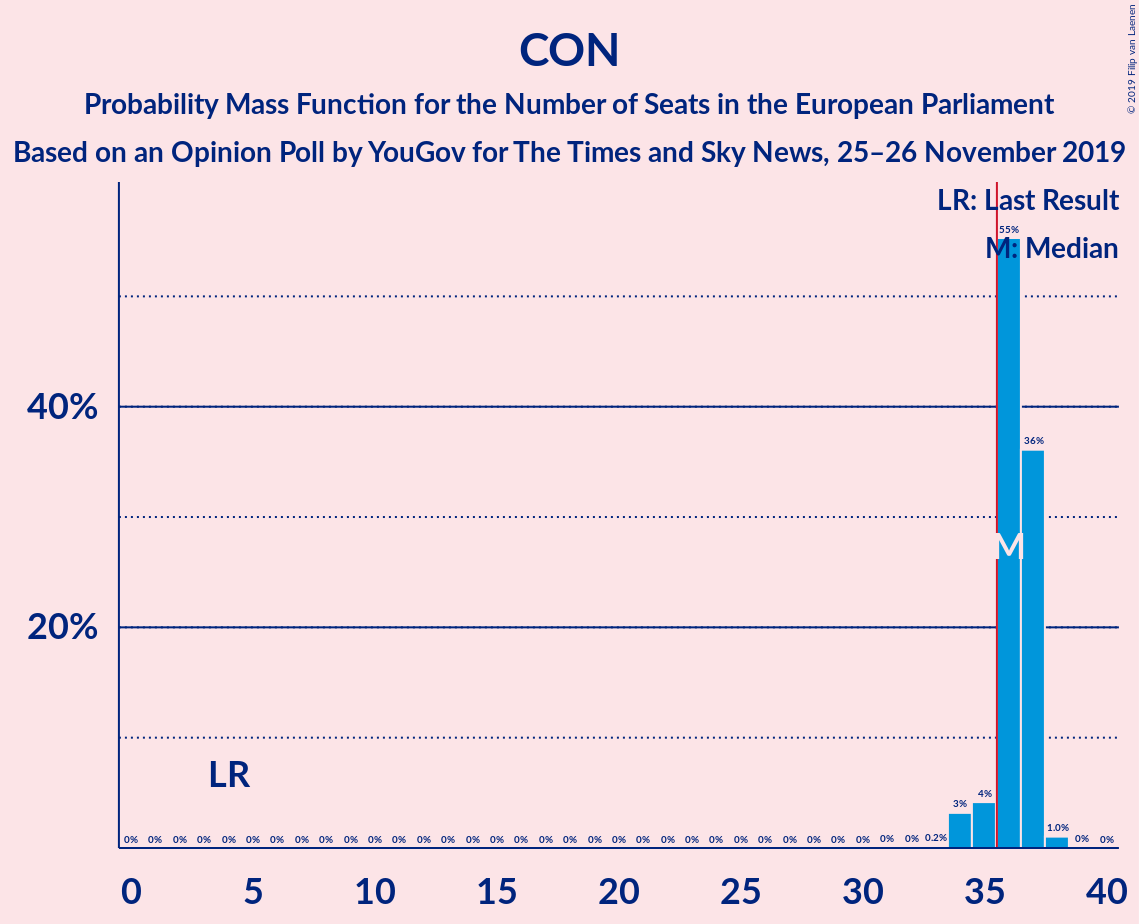 CON
Probability Mass Function for the Number of Seats in the European Parliament
Based on an Opinion Poll by YouGov for The Times and Sky News, 25–26 November 2019
© 2019 Filip van Laenen
LR: Last Result
55%
M: Median
40%
36%
M
20%
LR
3%
4%
0% 0% 0% 0% 0% 0% 0% 0% 0% 0% 0% 0% 0% 0% 0% 0% 0% 0% 0% 0% 0% 0% 0% 0% 0% 0% 0% 0% 0% 0% 0% 0% 0% 0.2% 1.0% 0% 0%
0 5 10 15 20 25 30 35 40